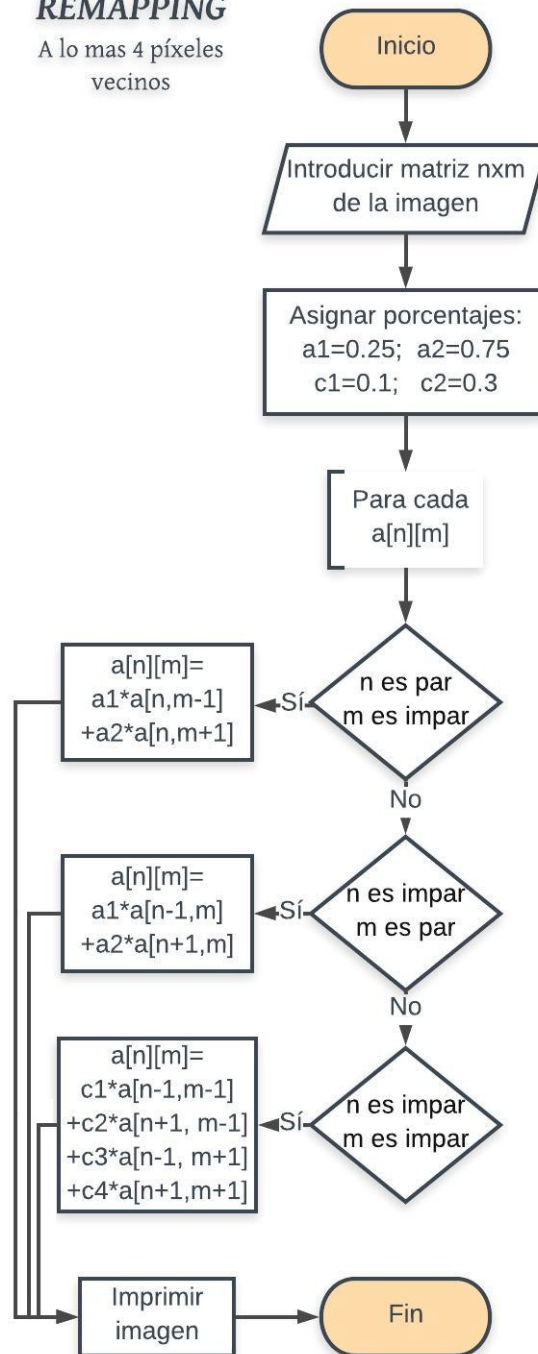 REMAPPING
A lo mas 4 píxeles
vecinos
Inicio
Introducir matriz nxm
de la imagen
Asignar porcentajes:
a1=0.25;  a2=0.75
c1=0.1;   c2=0.3
Para cada
a[n][m]
n es par
m es impar
Sí
a[n][m]=
a1*a[n,m-1]
+a2*a[n,m+1]
No
n es impar
m es par
Sí
a[n][m]=
a1*a[n-1,m]
+a2*a[n+1,m]
No
n es impar
m es impar
Sí
a[n][m]=
c1*a[n-1,m-1]
+c2*a[n+1, m-1]
+c3*a[n-1, m+1]
+c4*a[n+1,m+1]
Imprimir
imagen
Fin